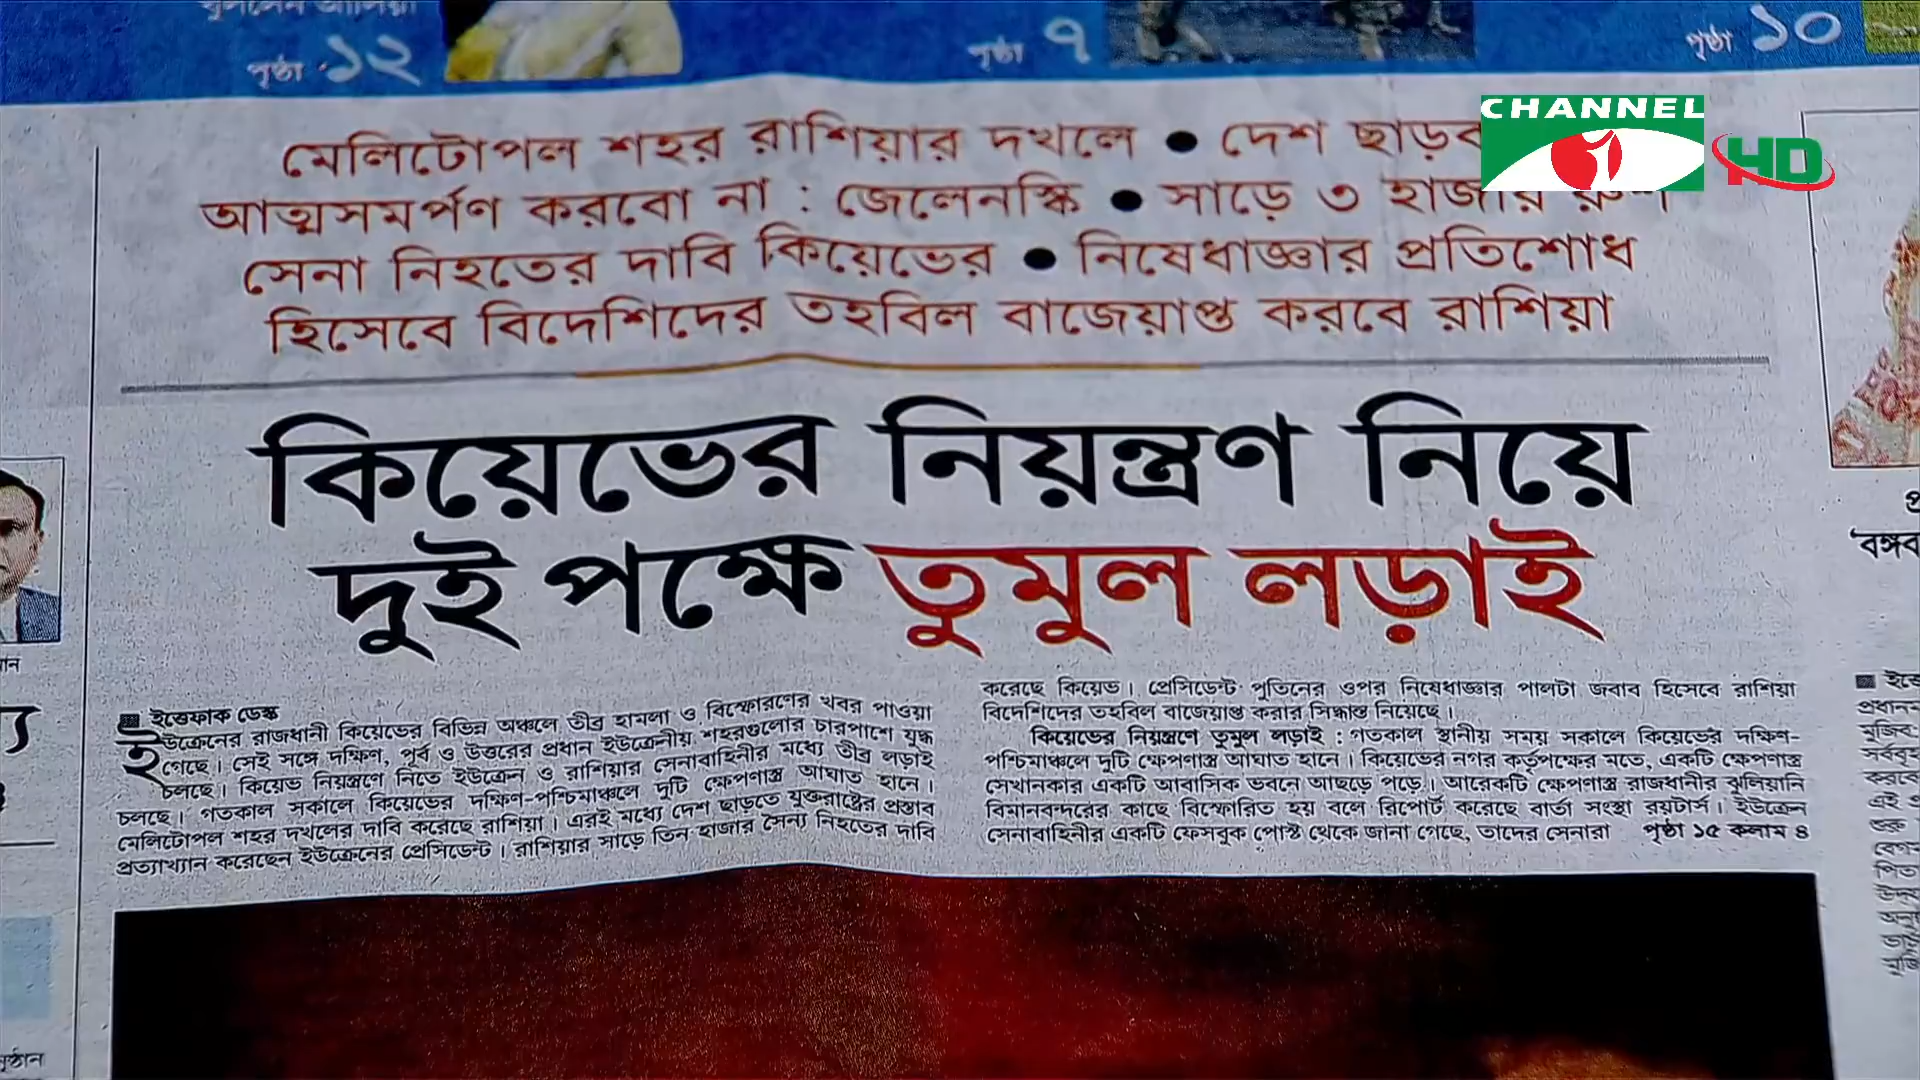 পৃষ্ঠা ১২
পৃষ্ঠা ৭
পৃষ্ঠা ১০
CHANNEL i HD
মেলিটোপল শহর রাশিয়ার দখলে ● দেশ
আত্মসমর্পণ করবো না : জেলেনস্কি ● সাড়ে ৩ হাজার রুশ
সেনা নিহতের দাবি কিয়েভের ● নিষেধাজ্ঞার প্রতিশোধ
হিসেবে বিদেশিদের তহবিল বাজেয়াপ্ত করবে রাশিয়া
কিয়েভের নিয়ন্ত্রণ নিয়ে
দুই পক্ষে তুমুল লড়াই
■ ইত্তেফাক ডেস্ক
ইউক্রেনের রাজধানী কিয়েভের বিভিন্ন অঞ্চলে তীব্র হামলা ও বিস্ফোরণের খবর পাওয়া
গেছে। সেই সঙ্গে দক্ষিণ, পূর্ব ও উত্তরের প্রধান ইউক্রেনীয় শহরগুলোর চারপাশে যুদ্ধ
চলছে। কিয়েভ নিয়ন্ত্রণে নিতে ইউক্রেন ও রাশিয়ার সেনাবাহিনীর মধ্যে তীব্র লড়াই
চলছে। গতকাল সকালে কিয়েভের দক্ষিণ-পশ্চিমাঞ্চলে দুটি ক্ষেপণাস্ত্র আঘাত হানে।
মেলিটোপল শহর দখলের দাবি করেছে রাশিয়া। এরই মধ্যে দেশ ছাড়তে যুক্তরাষ্ট্রের প্রস্তাব
প্রত্যাখ্যান করেছেন ইউক্রেনের প্রেসিডেন্ট। রাশিয়ার সাড়ে তিন হাজার সৈন্য নিহতের দাবি
করেছে কিয়েভ। প্রেসিডেন্ট পুতিনের ওপর নিষেধাজ্ঞার পালটা জবাব হিসেবে রাশিয়া
বিদেশিদের তহবিল বাজেয়াপ্ত করার সিদ্ধান্ত নিয়েছে।
কিয়েভের নিয়ন্ত্রণে তুমুল লড়াই : গতকাল স্থানীয় সময় সকালে কিয়েভের দক্ষিণ-
পশ্চিমাঞ্চলে দুটি ক্ষেপণাস্ত্র আঘাত হানে। কিয়েভের নগর কর্তৃপক্ষের মতে, একটি ক্ষেপণাস্ত্র
সেখানকার একটি আবাসিক ভবনে আছড়ে পড়ে। আরেকটি ক্ষেপণাস্ত্র রাজধানীর ঝুলিয়ানি
বিমানবন্দরের কাছে বিস্ফোরিত হয় বলে রিপোর্ট করেছে বার্তা সংস্থা রয়টার্স। ইউক্রেন
সেনাবাহিনীর একটি ফেসবুক পোস্ট থেকে জানা গেছে, তাদের সেনারা পৃষ্ঠা ১৫ কলাম ৪